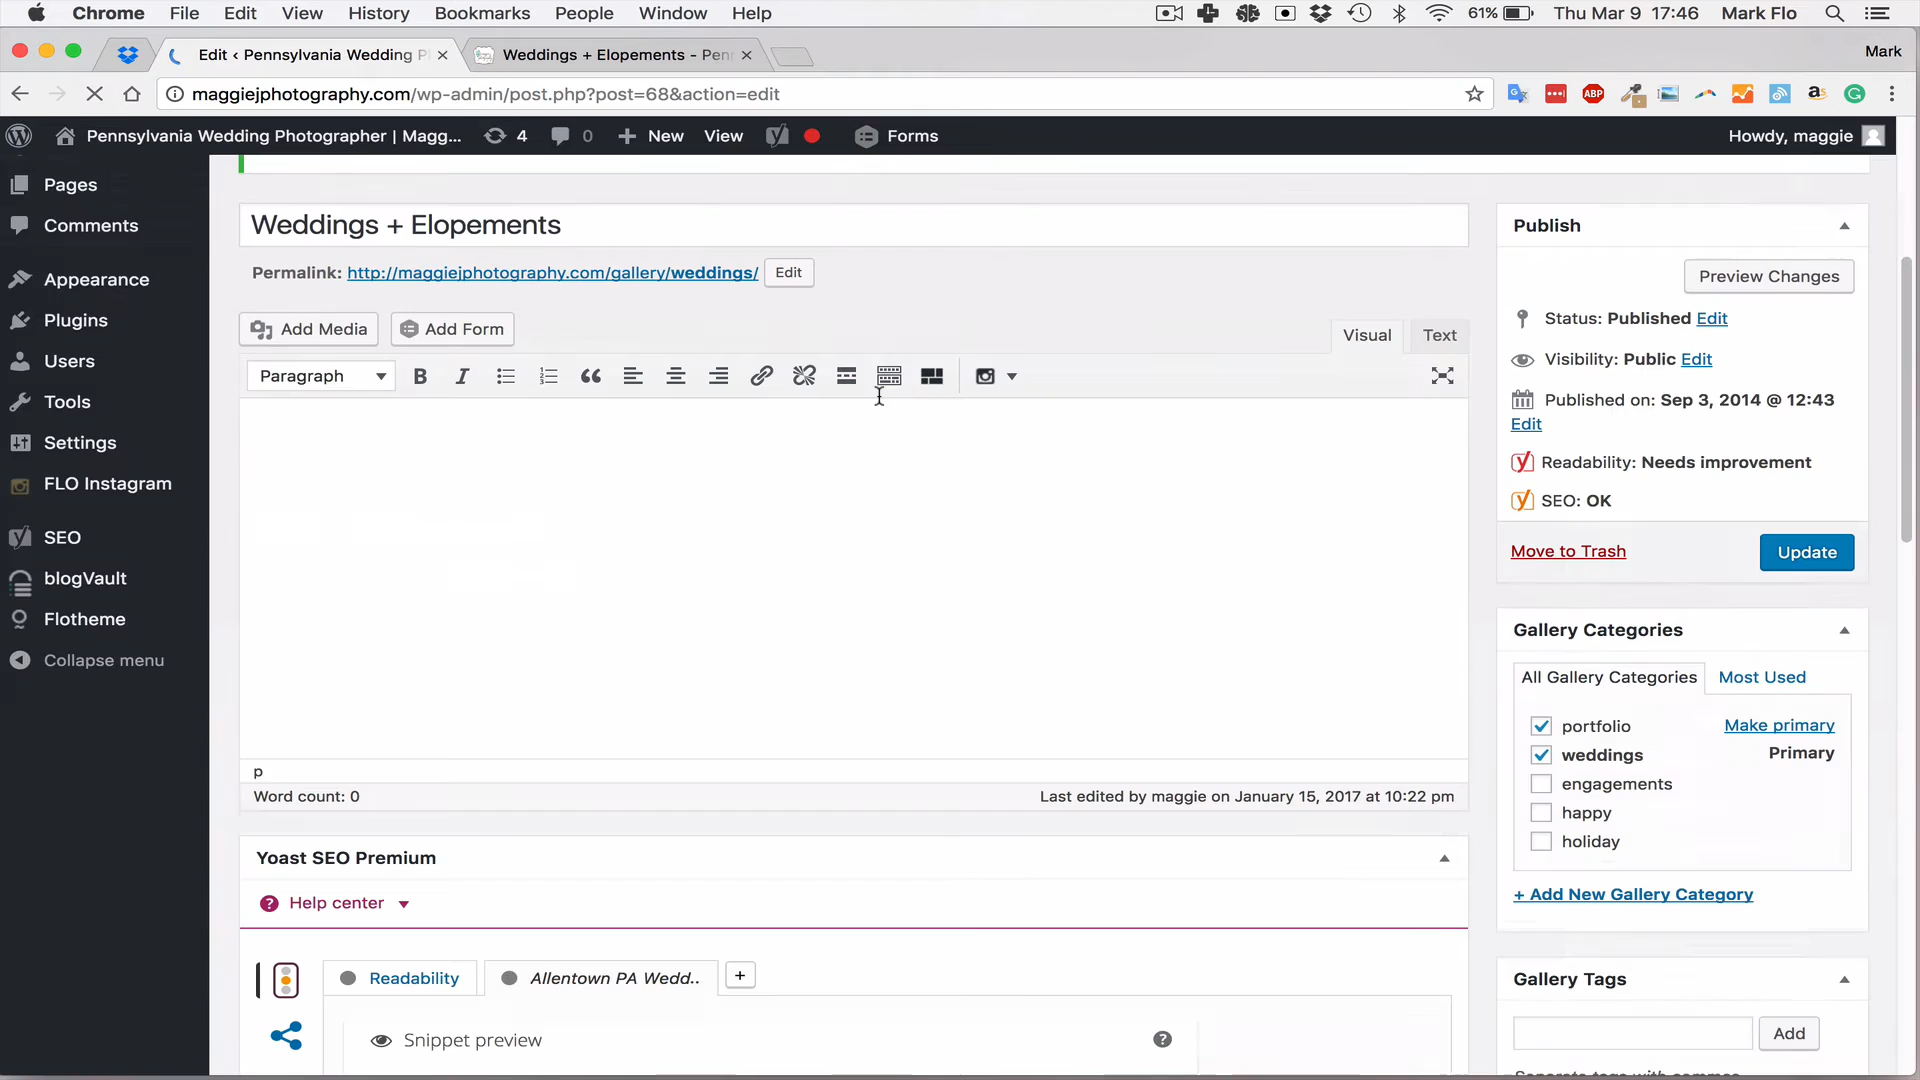 Chrome File Edit View History Bookmarks People Window Help 61% Thu Mar 9 17:46 Mark Flo
Edit ‹ Pennsylvania Wedding P Weddings + Elopements - Penn Mark
maggiejphotography.com/wp-admin/post.php?post=68&action=edit ABP
Pennsylvania Wedding Photographer | Magg... 4 0 New View Forms Howdy, maggie
Pages
Comments
Appearance
Plugins
Users
Tools
Settings
FLO Instagram
SEO
blogVault
Flotheme
Collapse menu
Weddings + Elopements
Permalink: http://maggiejphotography.com/gallery/weddings/ Edit
Add Media Add Form Visual Text
Paragraph B I
p
Word count: 0 Last edited by maggie on January 15, 2017 at 10:22 pm
Yoast SEO Premium
Help center
Readability Allentown PA Wedd.. +
Snippet preview
Publish
Preview Changes
Status: Published Edit
Visibility: Public Edit
Published on: Sep 3, 2014 @ 12:43
Edit
Readability: Needs improvement
SEO: OK
Move to Trash Update
Gallery Categories
All Gallery Categories Most Used
portfolio Make primary
weddings Primary
engagements
happy
holiday
+ Add New Gallery Category
Gallery Tags
Add
Separate tags with commas